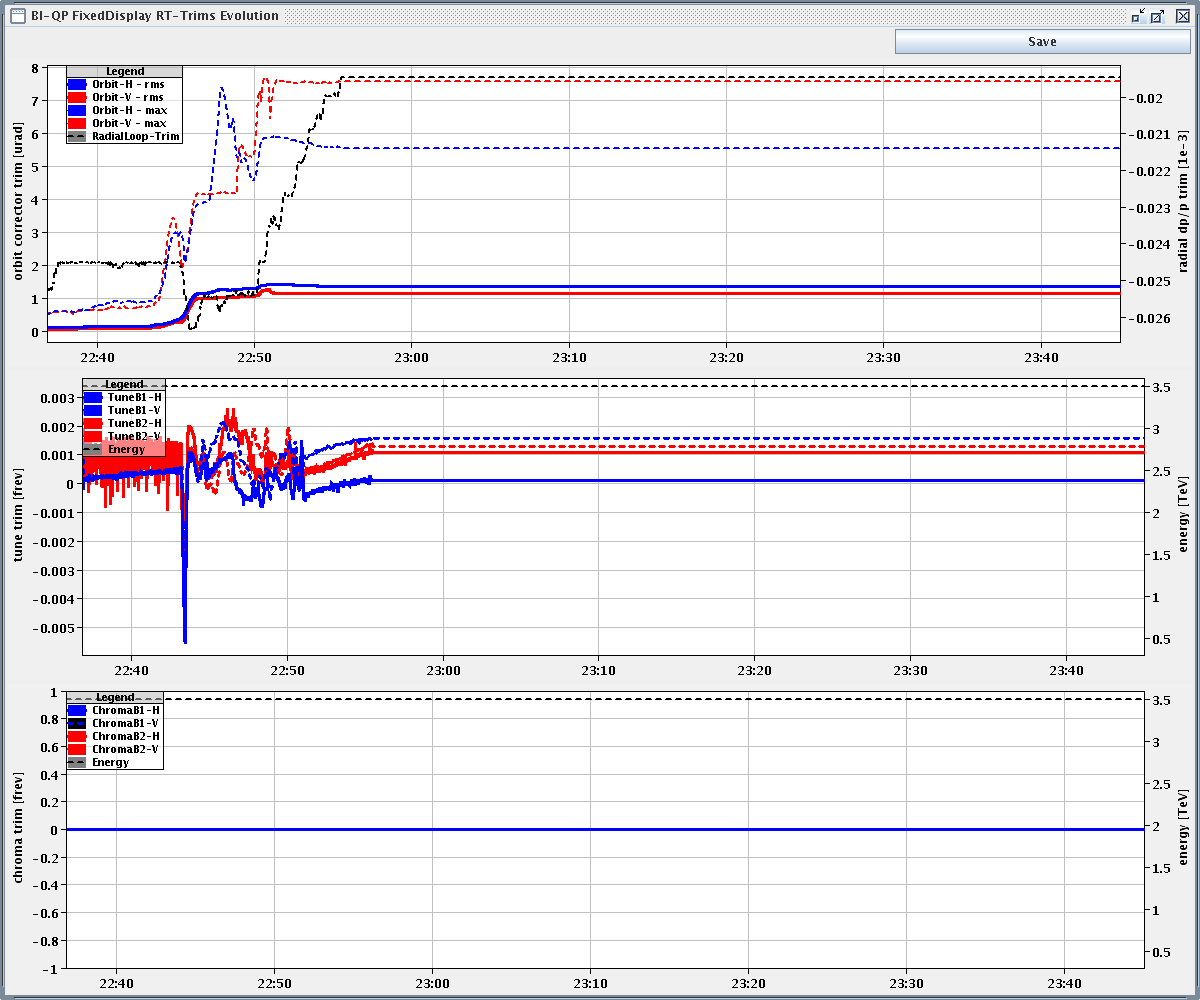 BI-QP FixedDisplay RT-Trims Evolution
Save
Legend
Orbit-H - rms
Orbit-V - rms
Orbit-H - max
Orbit-V - max
RadialLoop-Trim
orbit corrector trim [urad]
8
7
6
5
4
3
2
1
0
-0.02
-0.021
-0.022
-0.023
-0.024
-0.025
-0.026
radial dp/p trim [1e-3]
22:40 22:50 23:00 23:10 23:20 23:30 23:40
Legend
TuneB1-H
TuneB1-V
TuneB2-H
TuneB2-V
Energy
tune trim [frev]
0.003
0.002
0.001
0
-0.001
-0.002
-0.003
-0.004
-0.005
3.5
3
2.5
2
1.5
1
0.5
energy [TeV]
22:40 22:50 23:00 23:10 23:20 23:30 23:40
Legend
ChromaB1-H
ChromaB1-V
ChromaB2-H
ChromaB2-V
Energy
chroma trim [frev]
1
0.8
0.6
0.4
0.2
0
-0.2
-0.4
-0.6
-0.8
-1
3.5
3
2.5
2
1.5
1
0.5
energy [TeV]
22:40 22:50 23:00 23:10 23:20 23:30 23:40